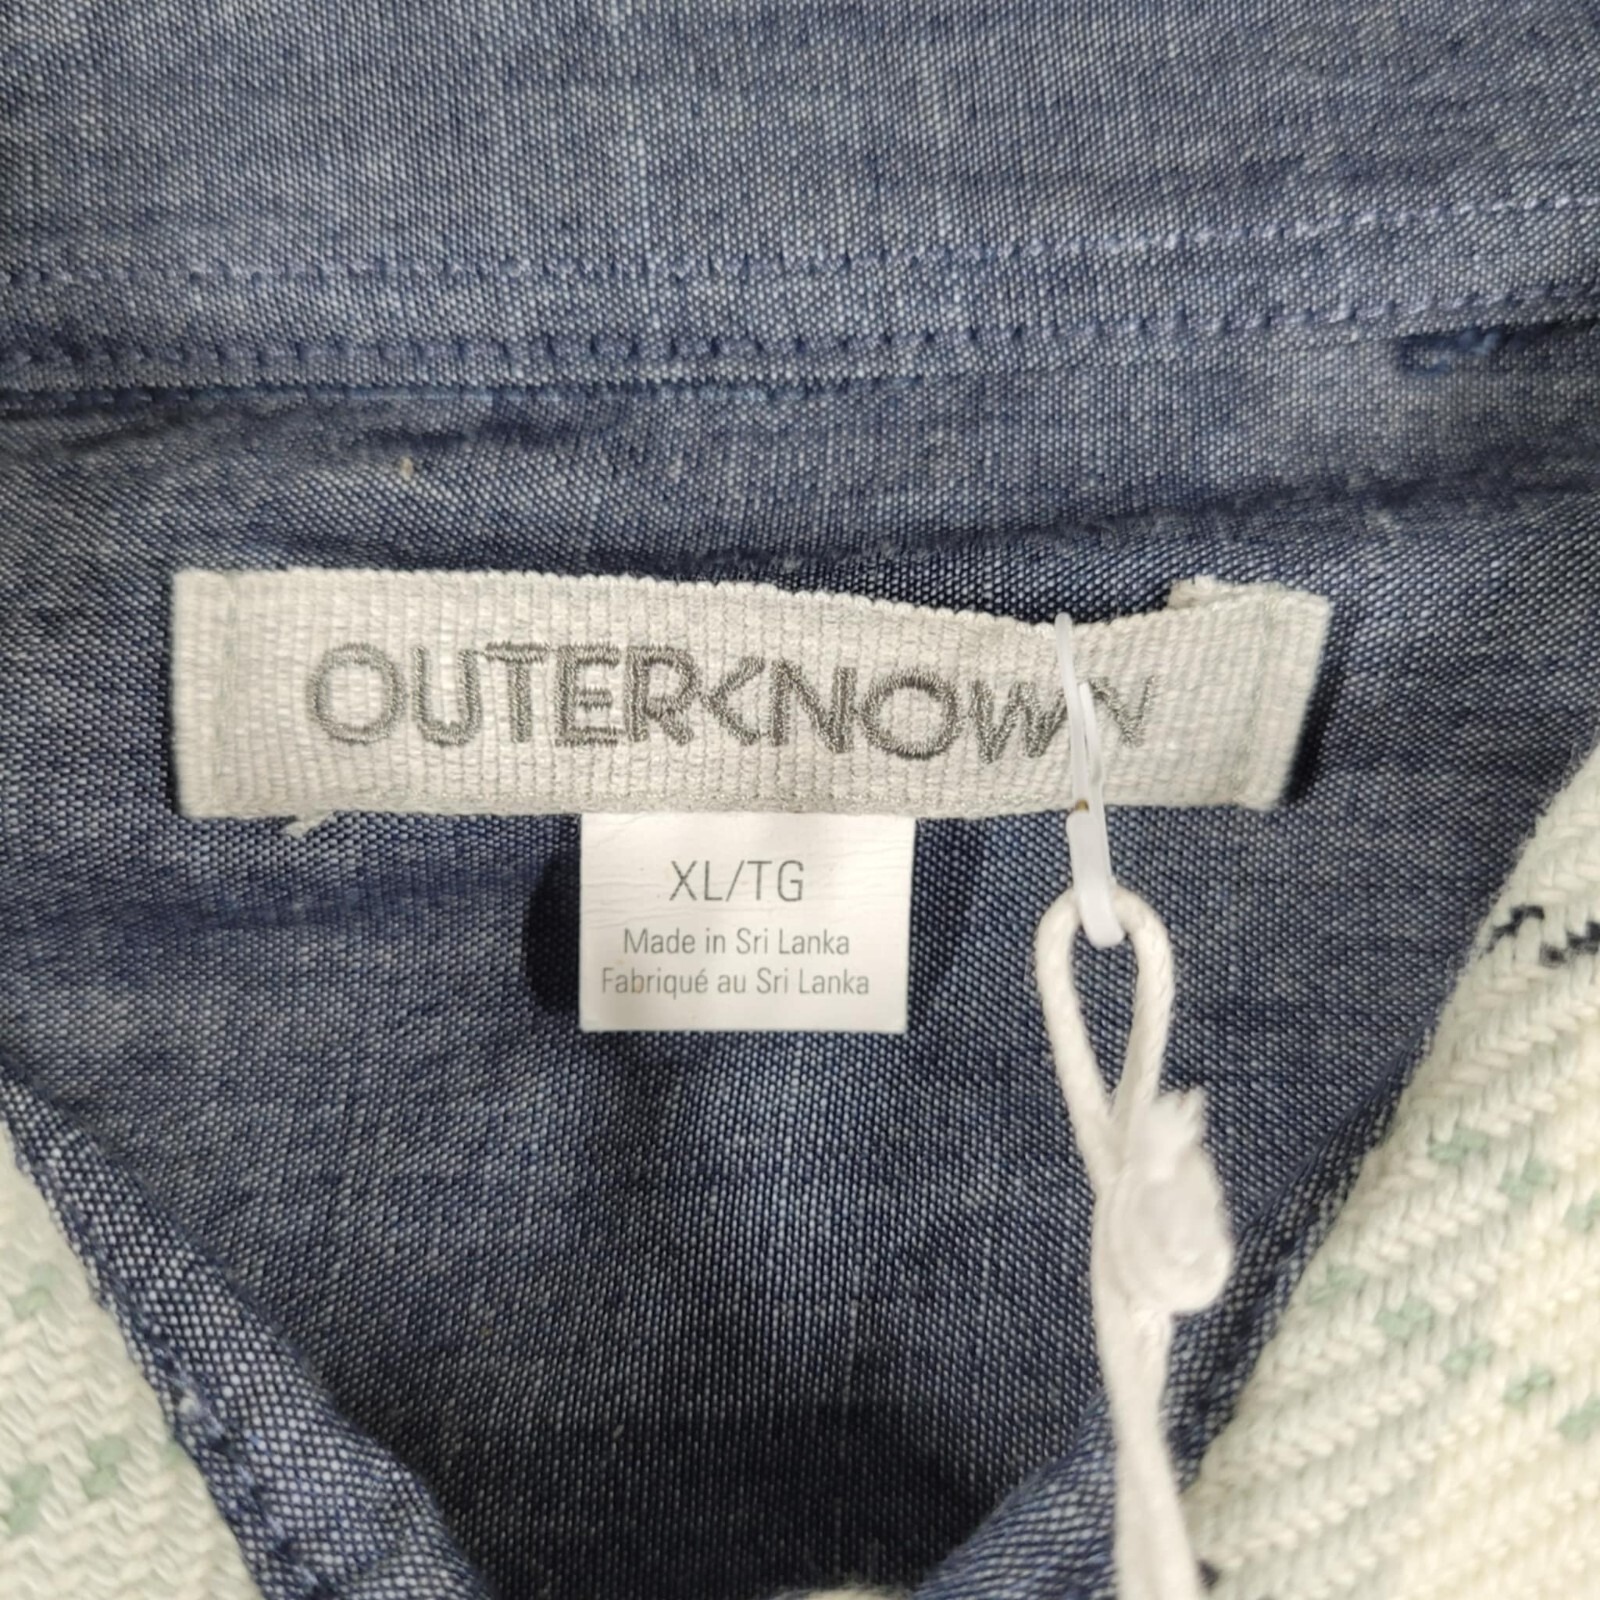 OUTERKNOWN
XL/TG
Made in Sri Lanka
Fabriqué au Sri Lanka